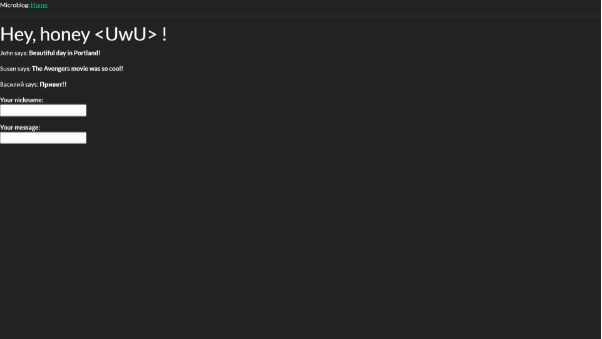 Microblog: Home
Hey, honey <UwU> !
John says: Beautiful day in Portland!
Susan says: The Avengers movie was so cool!
Василий says: Привет!!
Your nickname:
Your message: